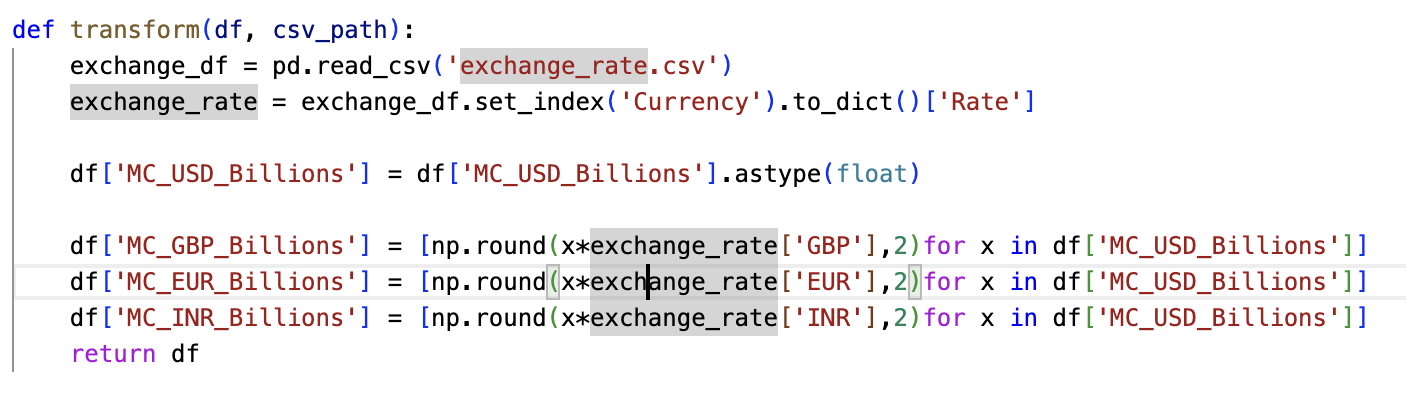 def transform(df, csv_path):
    exchange_df = pd.read_csv('exchange_rate.csv')
    exchange_rate = exchange_df.set_index('Currency').to_dict()['Rate']

    df['MC_USD_Billions'] = df['MC_USD_Billions'].astype(float)

    df['MC_GBP_Billions'] = [np.round(x*exchange_rate['GBP'],2)for x in df['MC_USD_Billions']]
    df['MC_EUR_Billions'] = [np.round(x*exchange_rate['EUR'],2)for x in df['MC_USD_Billions']]
    df['MC_INR_Billions'] = [np.round(x*exchange_rate['INR'],2)for x in df['MC_USD_Billions']]
    return df